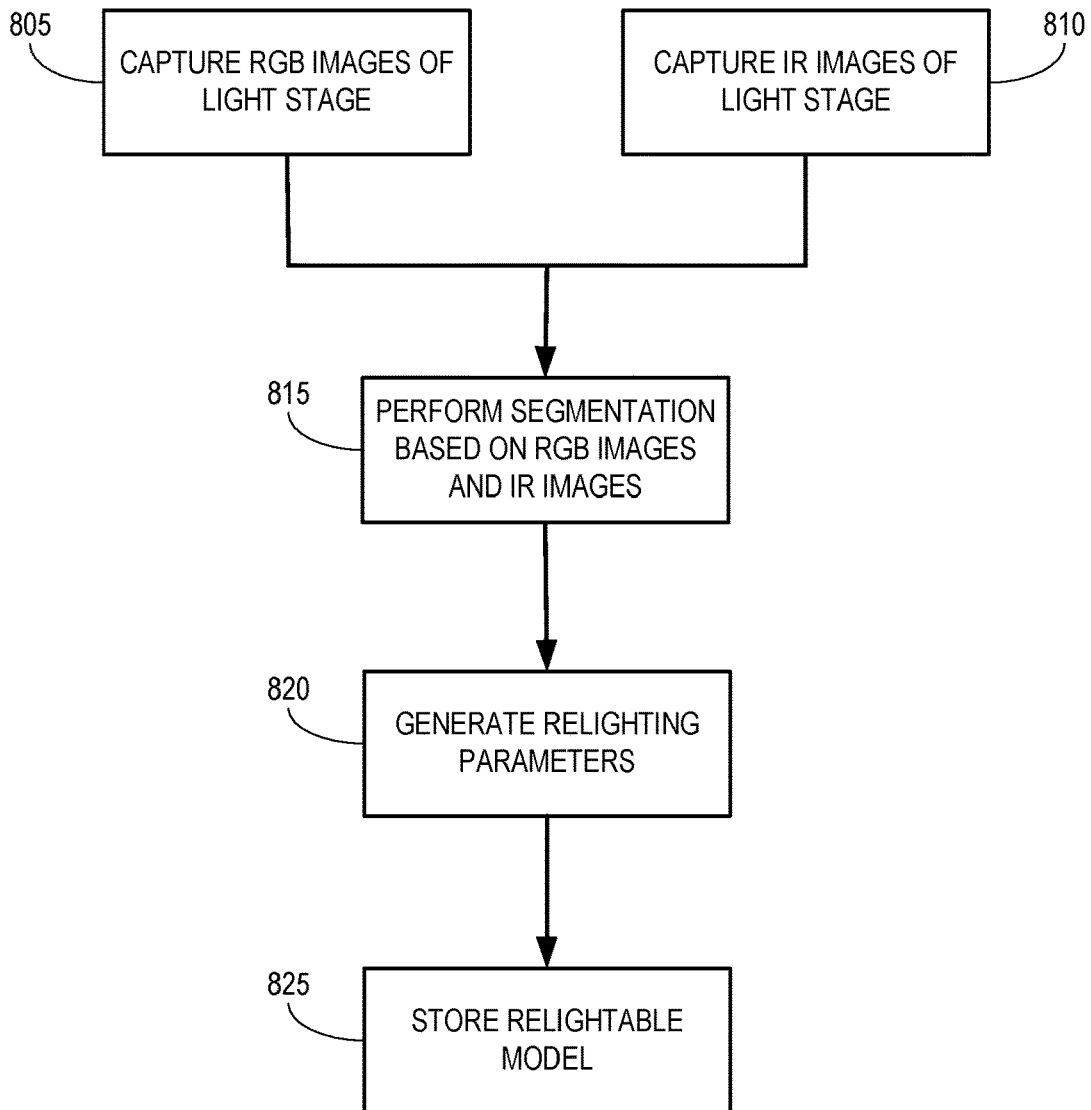 805
CAPTURE RGB IMAGES OF
LIGHT STAGE
810
CAPTURE IR IMAGES OF
LIGHT STAGE
815
PERFORM SEGMENTATION
BASED ON RGB IMAGES
AND IR IMAGES
820
GENERATE RELIGHTING
PARAMETERS
825
STORE RELIGHTABLE
MODEL